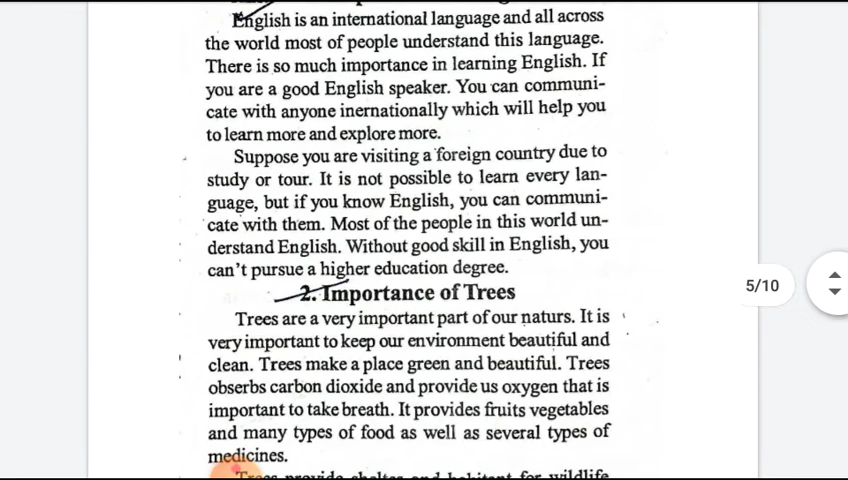 English is an international language and all across
the world most of people understand this language.
There is so much importance in learning English. If
you are a good English speaker. You can communi-
cate with anyone inernationally which will help you
to learn more and explore more.
Suppose you are visiting a foreign country due to
study or tour. It is not possible to learn every lan-
guage, but if you know English, you can communi-
cate with them. Most of the people in this world un-
derstand English. Without good skill in English, you
can't pursue a higher education degree.
2. Importance of Trees
Trees are a very important part of our naturs. It is
very important to keep our environment beautiful and
clean. Trees make a place green and beautiful. Trees
obserbs carbon dioxide and provide us oxygen that is
important to take breath. It provides fruits vegetables
and many types of food as well as several types of
medicines.
Trees provide shelter and habitant for wildlife
5/10